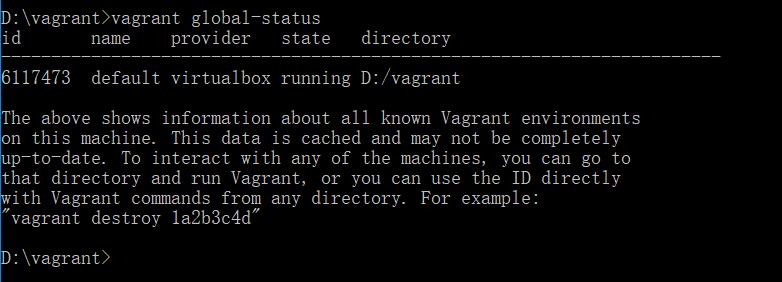 D:\vagrant>vagrant global-status
id       name    provider   state   directory
------------------------------------------------------------------------
6117473  default virtualbox running D:/vagrant
The above shows information about all known Vagrant environments
on this machine. This data is cached and may not be completely
up-to-date. To interact with any of the machines, you can go to
that directory and run Vagrant, or you can use the ID directly
with Vagrant commands from any directory. For example:
"vagrant destroy 1a2b3c4d"
D:\vagrant>